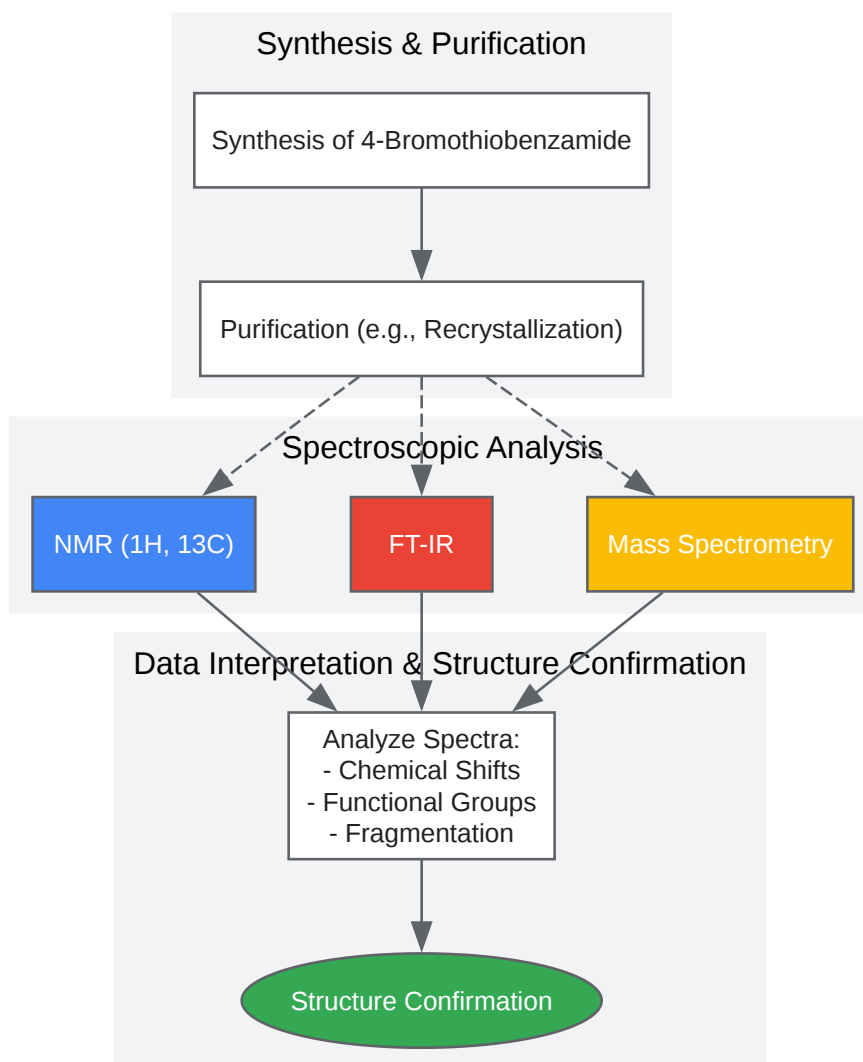 Synthesis & Purification
Synthesis of 4-Bromothiobenzamide
Purification (e.g., Recrystallization)
Spectroscopic Analysis
NMR (1H, 13C)
FT-IR
Mass Spectrometry
Data Interpretation & Structure Confirmation
Analyze Spectra:
- Chemical Shifts
- Functional Groups
- Fragmentation
Structure Confirmation